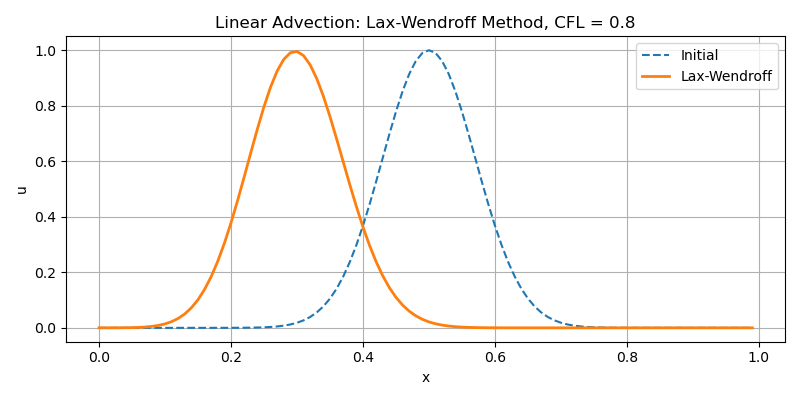 Linear Advection: Lax-Wendroff Method, CFL = 0.8
Initial
Lax-Wendroff
u
1.0
0.8
0.6
0.4
0.2
0.0
0.0 0.2 0.4 0.6 0.8 1.0
x